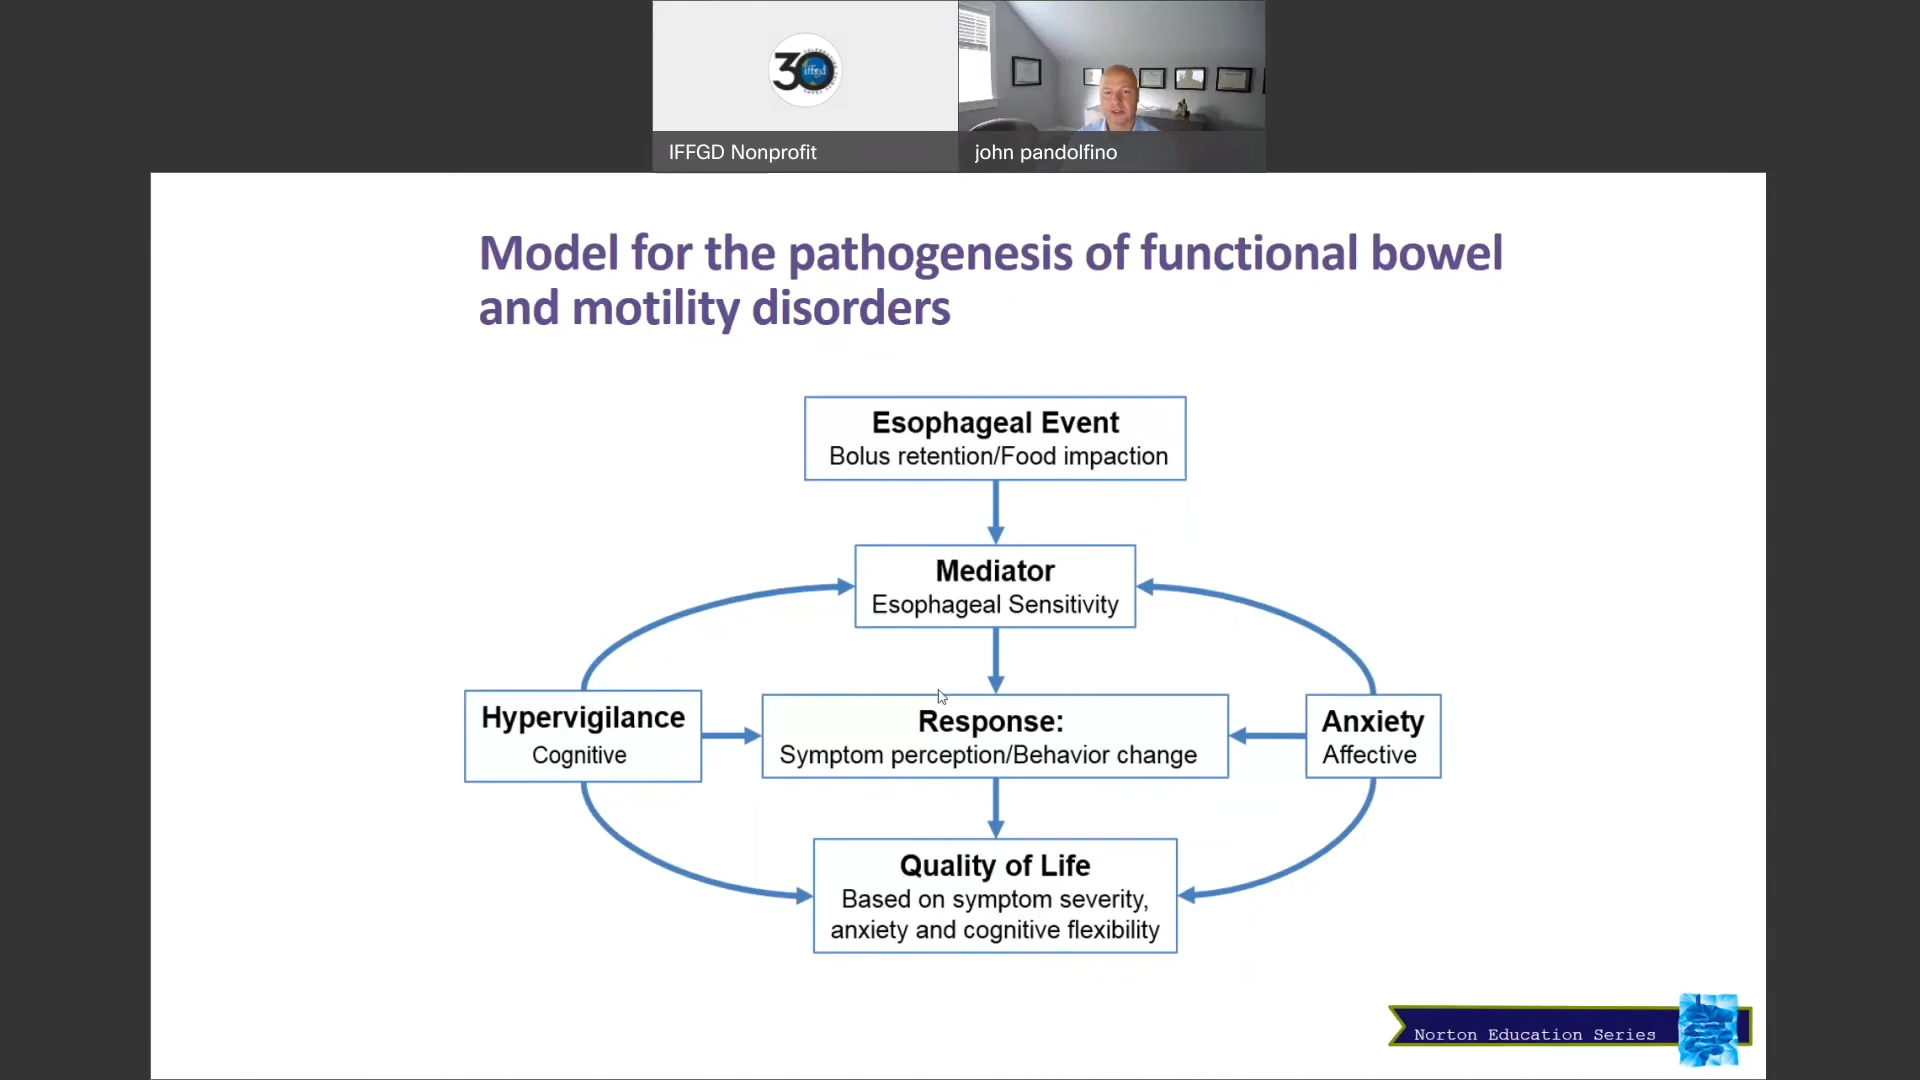 30
iffgd
IFFGD Nonprofit
john pandolfino
Model for the pathogenesis of functional bowel
and motility disorders
Esophageal Event
Bolus retention/Food impaction
Mediator
Esophageal Sensitivity
Hypervigilance
Cognitive
Response:
Symptom perception/Behavior change
Anxiety
Affective
Quality of Life
Based on symptom severity,
anxiety and cognitive flexibility
Norton Education Series